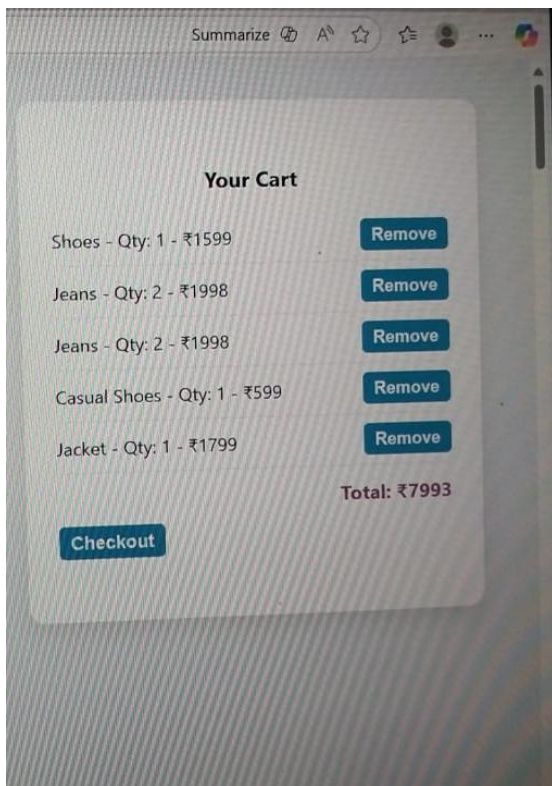 Summarize
Your Cart
Shoes - Qty: 1 - ₹1599
Remove
Jeans - Qty: 2 - ₹1998
Remove
Jeans - Qty: 2 - ₹1998
Remove
Casual Shoes - Qty: 1 - ₹599
Remove
Jacket - Qty: 1 - ₹1799
Remove
Total: ₹7993
Checkout